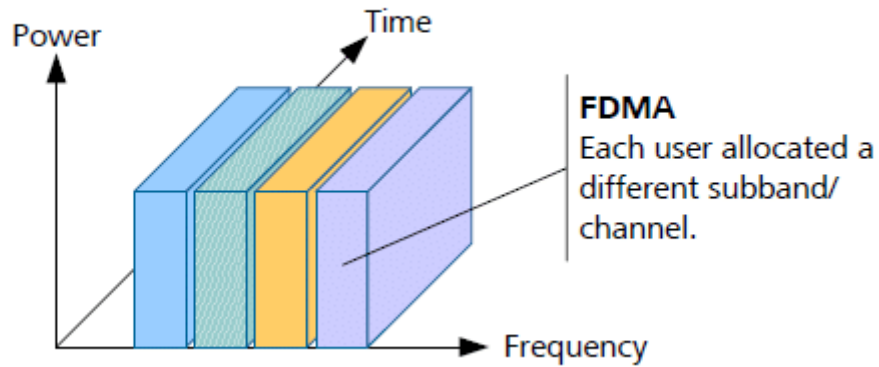 Power
Time
FDMA
Each user allocated a
different subband/
channel.
Frequency